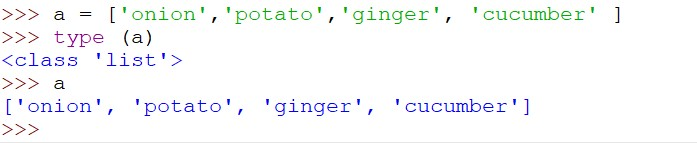 >>> a = ['onion','potato','ginger', 'cucumber' ]
>>> type (a)
<class 'list'>
>>> a
['onion', 'potato', 'ginger', 'cucumber']
>>>